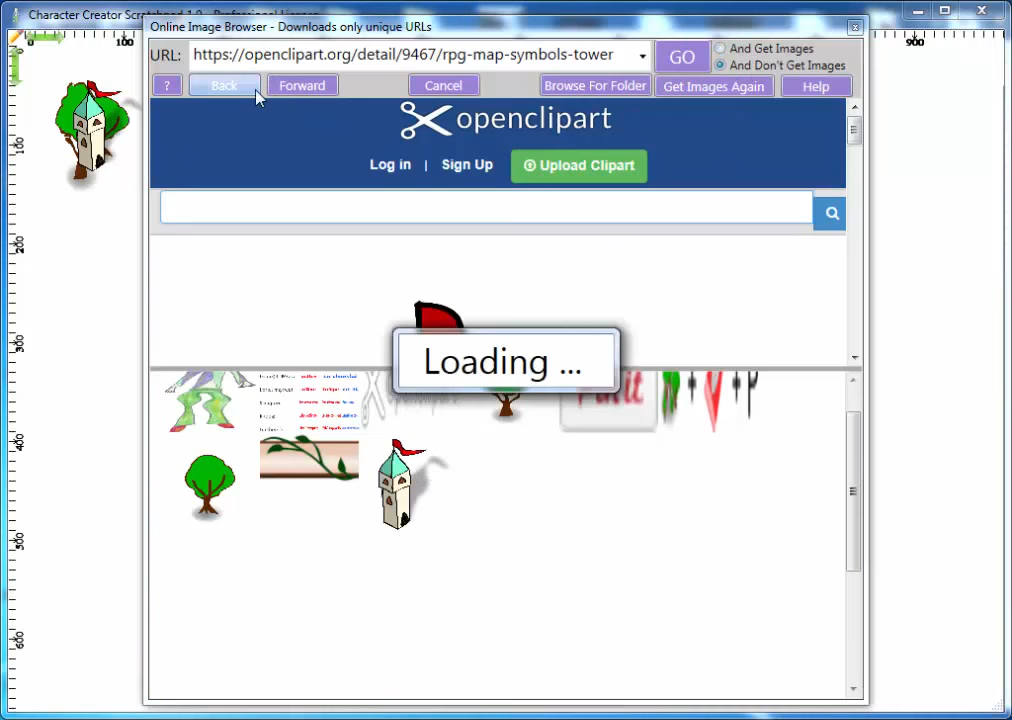 Character Creator Scratchpad 1.0 - Professional License
Online Image Browser - Downloads only unique URLs
URL: https://openclipart.org/detail/9467/rpg-map-symbols-tower GO
And Get Images
And Don't Get Images
? Back Forward Cancel Browse For Folder Get Images Again Help
0 100 900
100
200
300
400
500
600
openclipart
Log in | Sign Up Upload Clipart
Loading ...